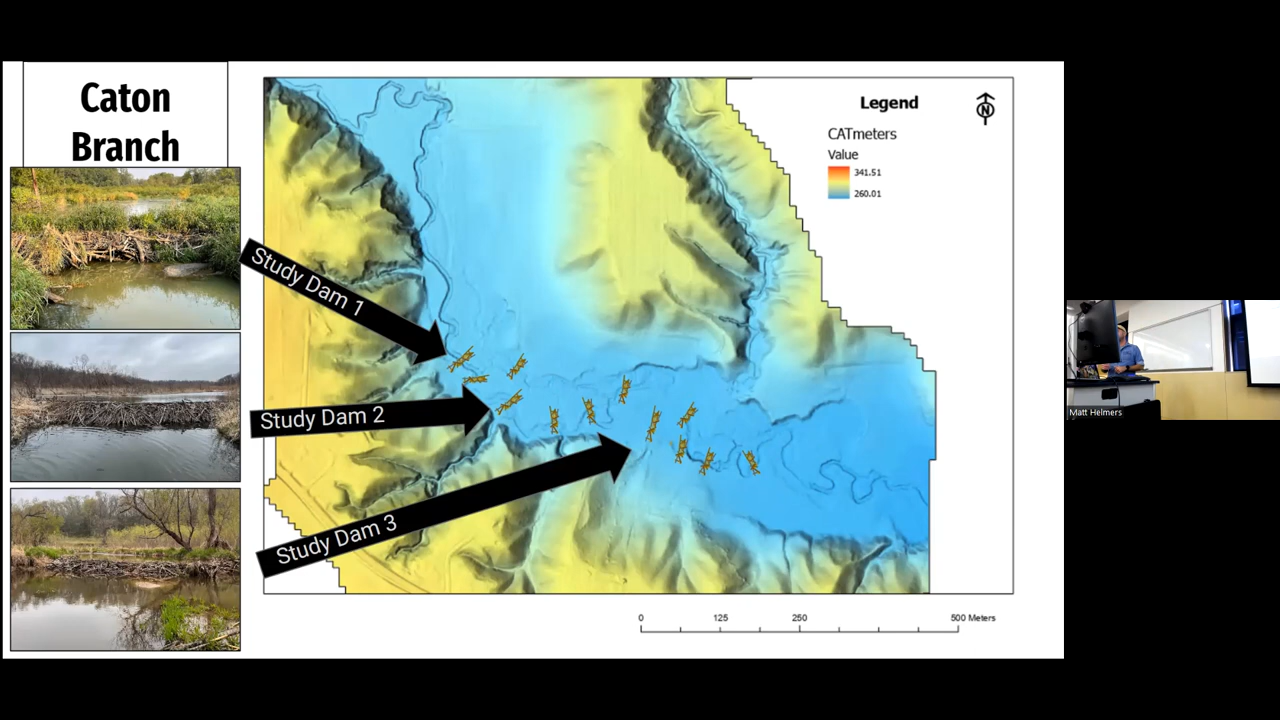 Caton
Branch
Study Dam 1
Study Dam 2
Study Dam 3
Legend
N
CATmeters
Value
341.51
260.01
0 125 250 500 Meters
Matt Helmers